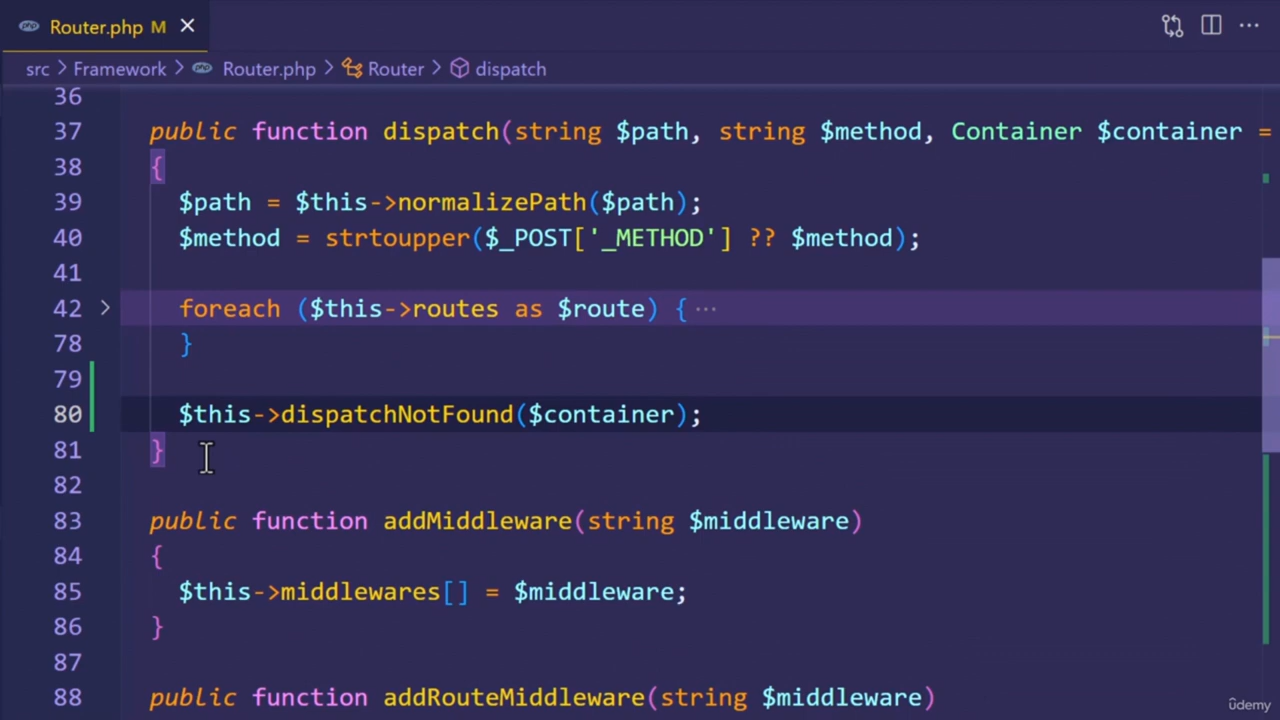 Router.php M
src > Framework > Router.php > Router > dispatch
36
37 public function dispatch(string $path, string $method, Container $container =
38 {
39 $path = $this->normalizePath($path);
40 $method = strtoupper($_POST['_METHOD'] ?? $method);
41
42 foreach ($this->routes as $route) { ···
78 }
79
80 $this->dispatchNotFound($container);
81 }
82
83 public function addMiddleware(string $middleware)
84 {
85 $this->middlewares[] = $middleware;
86 }
87
88 public function addRouteMiddleware(string $middleware)
ûdemy